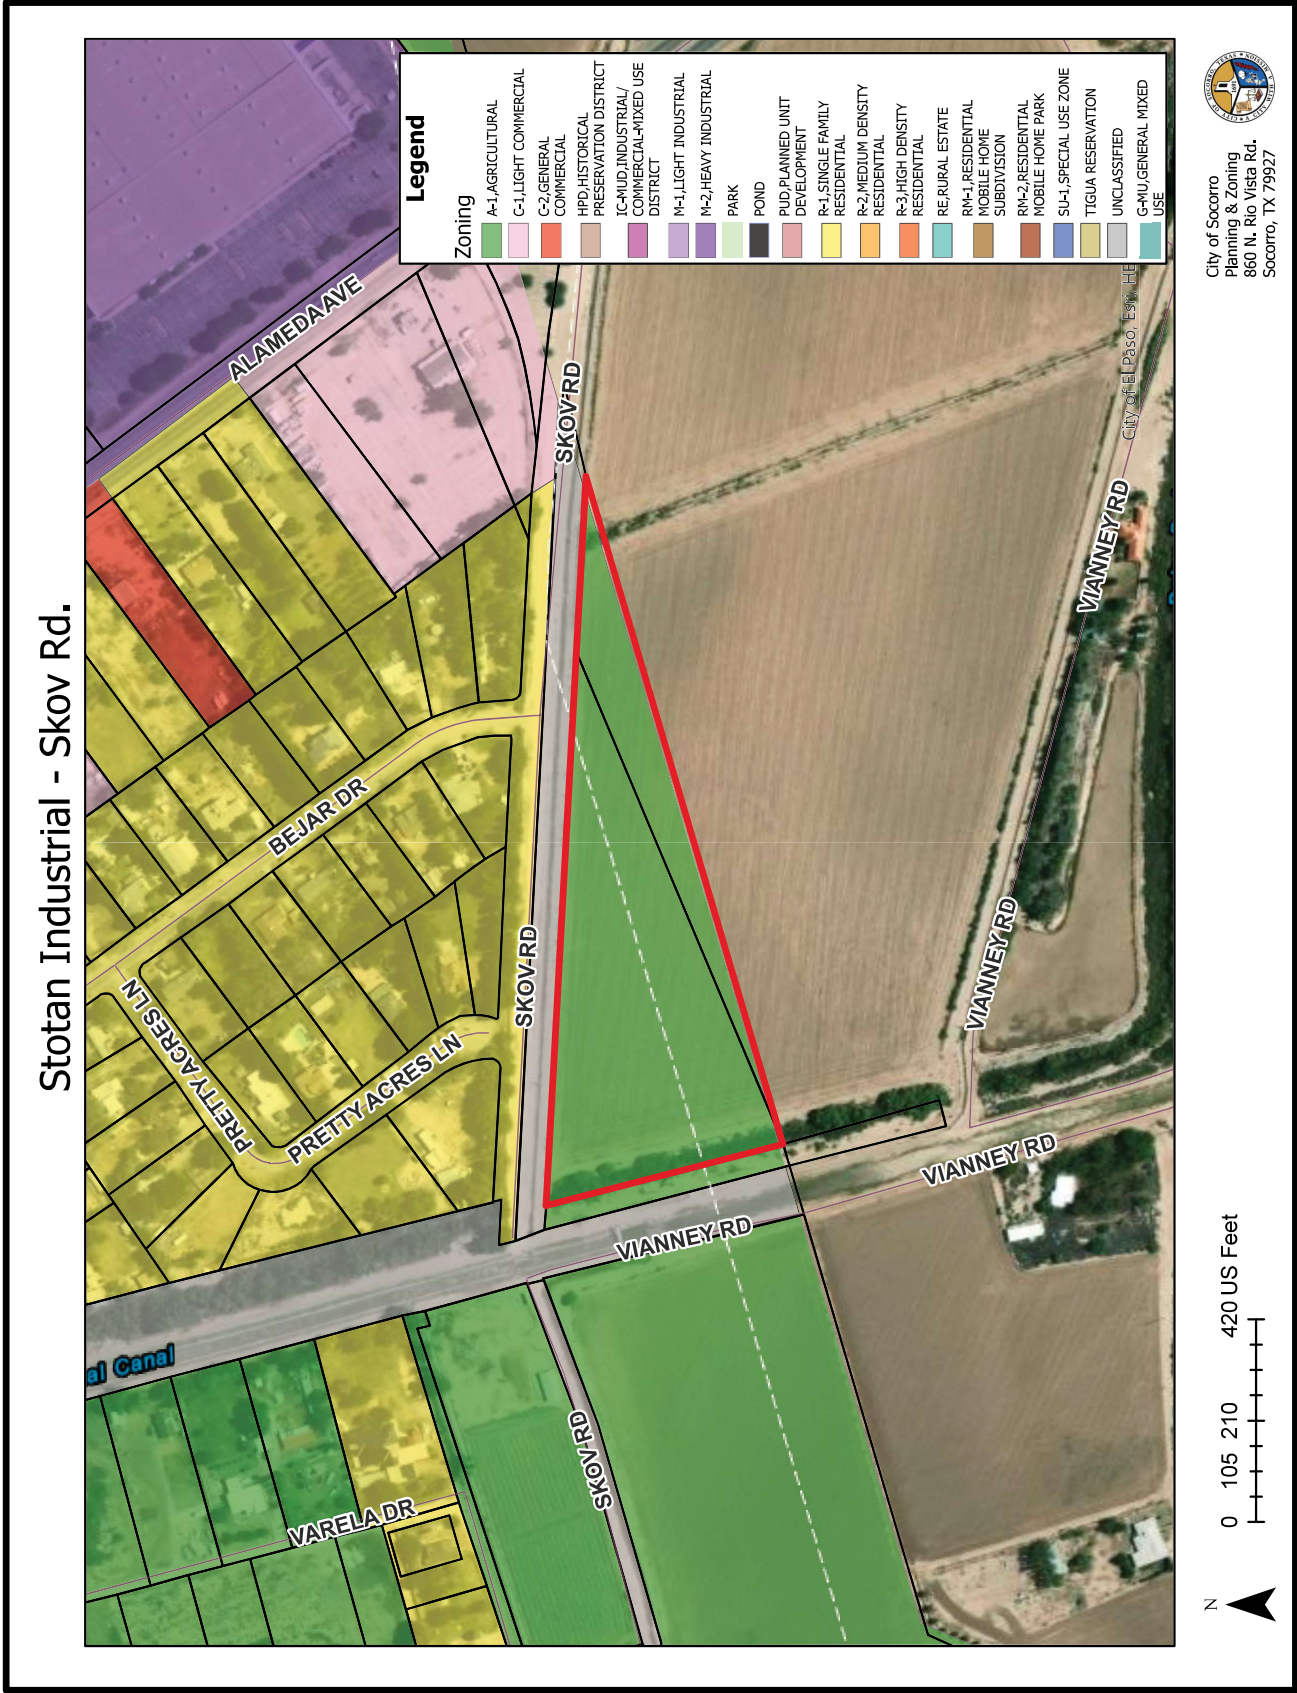 Stotan Industrial - Skov Rd.
ALAMEDA AVE
SKOV RD
BEJAR DR
PRETTY ACRES LN
PRETTY ACRES LN
SKOV RD
VIANNEY RD
VIANNEY RD
VIANNEY RD
VIANNEY RD
SKOV RD
VARELA DR
al Canal
City of El Paso, Esri, HE
Legend
Zoning
A-1,AGRICULTURAL
C-1,LIGHT COMMERCIAL
C-2,GENERAL
COMMERCIAL
HPD,HISTORICAL
PRESERVATION DISTRICT
IC-MUD,INDUSTRIAL/
COMMERCIAL-MIXED USE
DISTRICT
M-1,LIGHT INDUSTRIAL
M-2,HEAVY INDUSTRIAL
PARK
POND
PUD,PLANNED UNIT
DEVELOPMENT
R-1,SINGLE FAMILY
RESIDENTIAL
R-2,MEDIUM DENSITY
RESIDENTIAL
R-3,HIGH DENSITY
RESIDENTIAL
RE,RURAL ESTATE
RM-1,RESIDENTIAL
MOBILE HOME
SUBDIVISION
RM-2,RESIDENTIAL
MOBILE HOME PARK
SU-1,SPECIAL USE ZONE
TIGUA RESERVATION
UNCLASSIFIED
G-MU,GENERAL MIXED
USE
N
0 105 210 420 US Feet
City of Socorro
Planning & Zoning
860 N. Rio Vista Rd.
Socorro, TX 79927